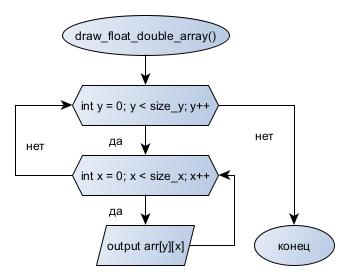 draw_float_double_array()
int y = 0; y < size_y; y++
да
нет
нет
int x = 0; x < size_x; x++
да
output arr[y][x]
конец